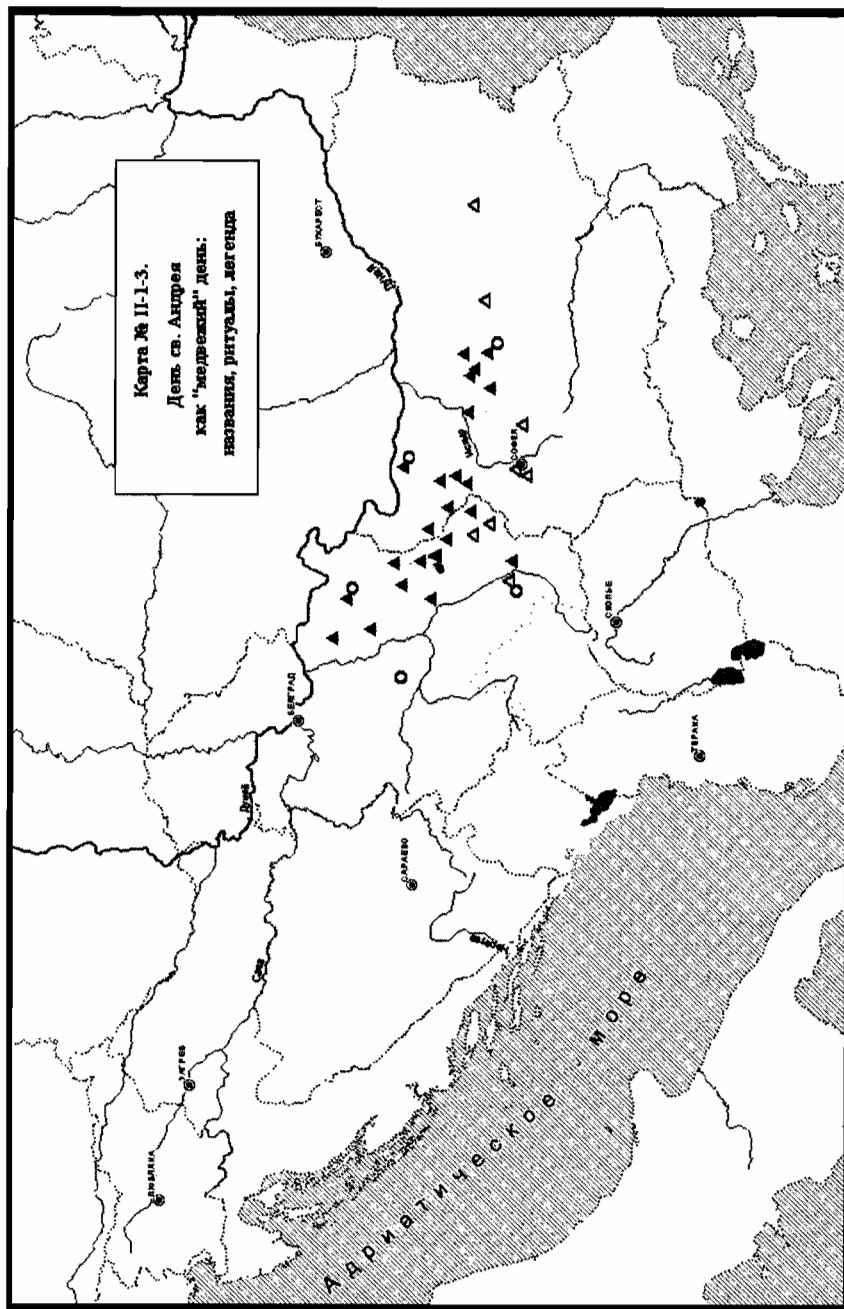 Карта № II-1-3.
День св. Андрея
как "медвежий" день:
названия, ритуалы, легенда
ЛЮБЛЯНА
ЗАГРЕБ
Сава
Дунай
БЕЛГРАД
САРАЕВО
БУХАРЕСТ
Дунай
СОФИЯ
СКОПЬЕ
ТИРАНА
Адриатическое море